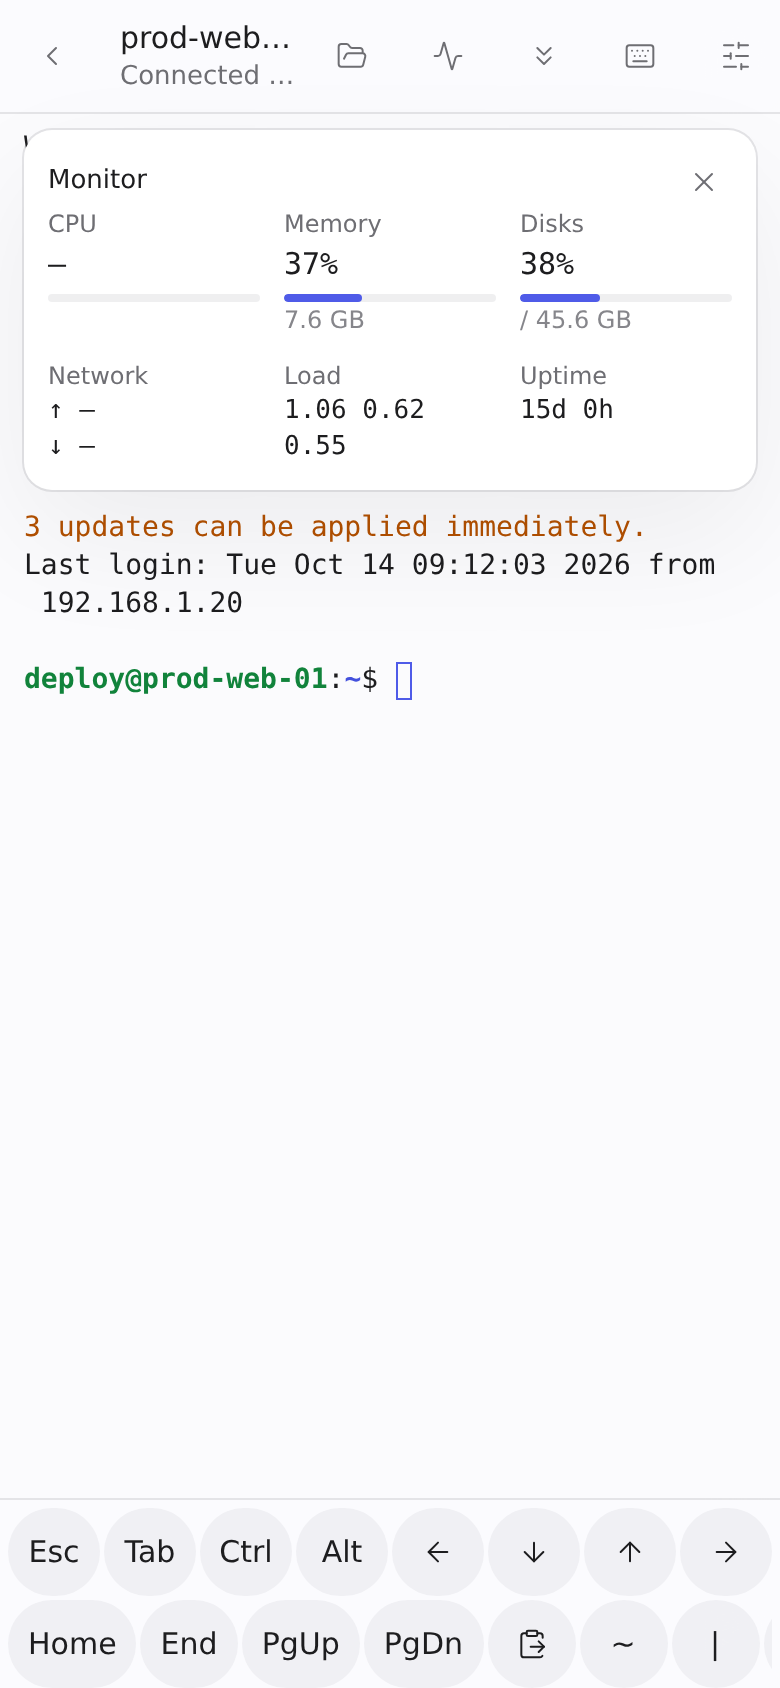 prod-web…
Connected …
Monitor
CPU
Memory
Disks
—
37%
38%
7.6 GB
/ 45.6 GB
Network
Load
Uptime
↑ —
1.06 0.62
15d 0h
↓ —
0.55
3 updates can be applied immediately.
Last login: Tue Oct 14 09:12:03 2026 from
192.168.1.20
deploy@prod-web-01:~$
Esc Tab Ctrl Alt ← ↓ ↑ →
Home End PgUp PgDn ~ |